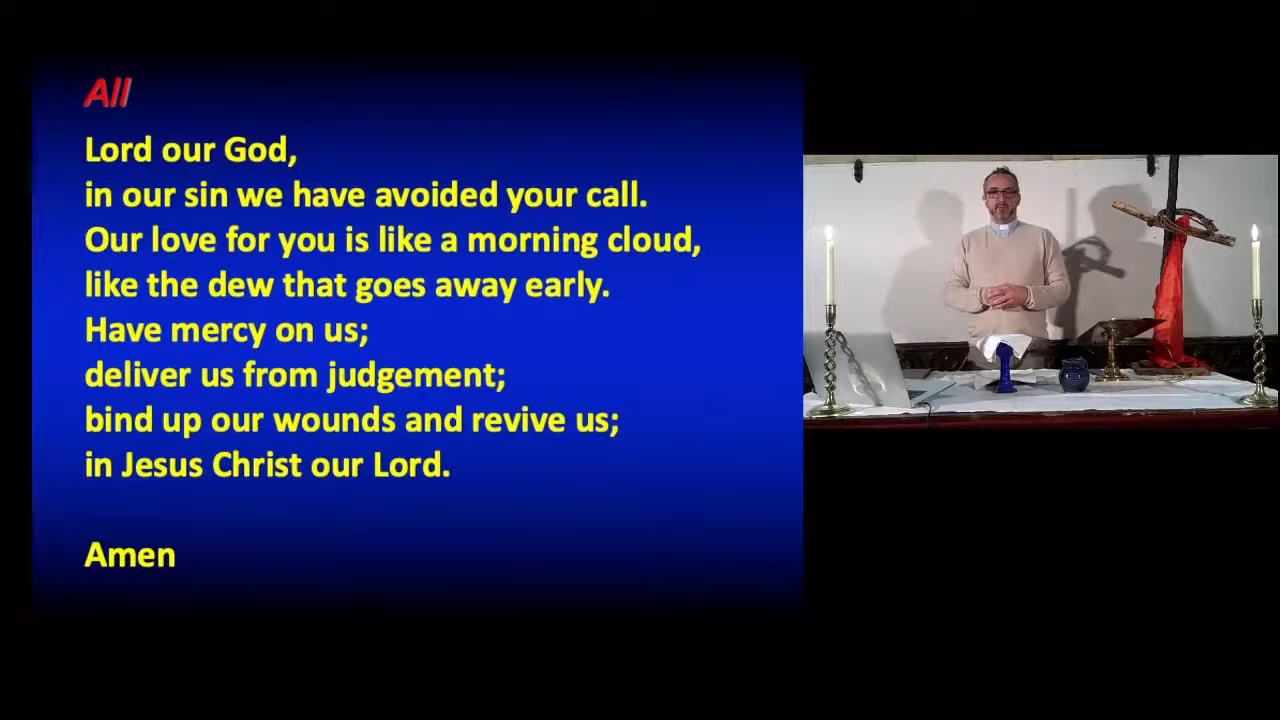 All
Lord our God,
in our sin we have avoided your call.
Our love for you is like a morning cloud,
like the dew that goes away early.
Have mercy on us;
deliver us from judgement;
bind up our wounds and revive us;
in Jesus Christ our Lord.
Amen